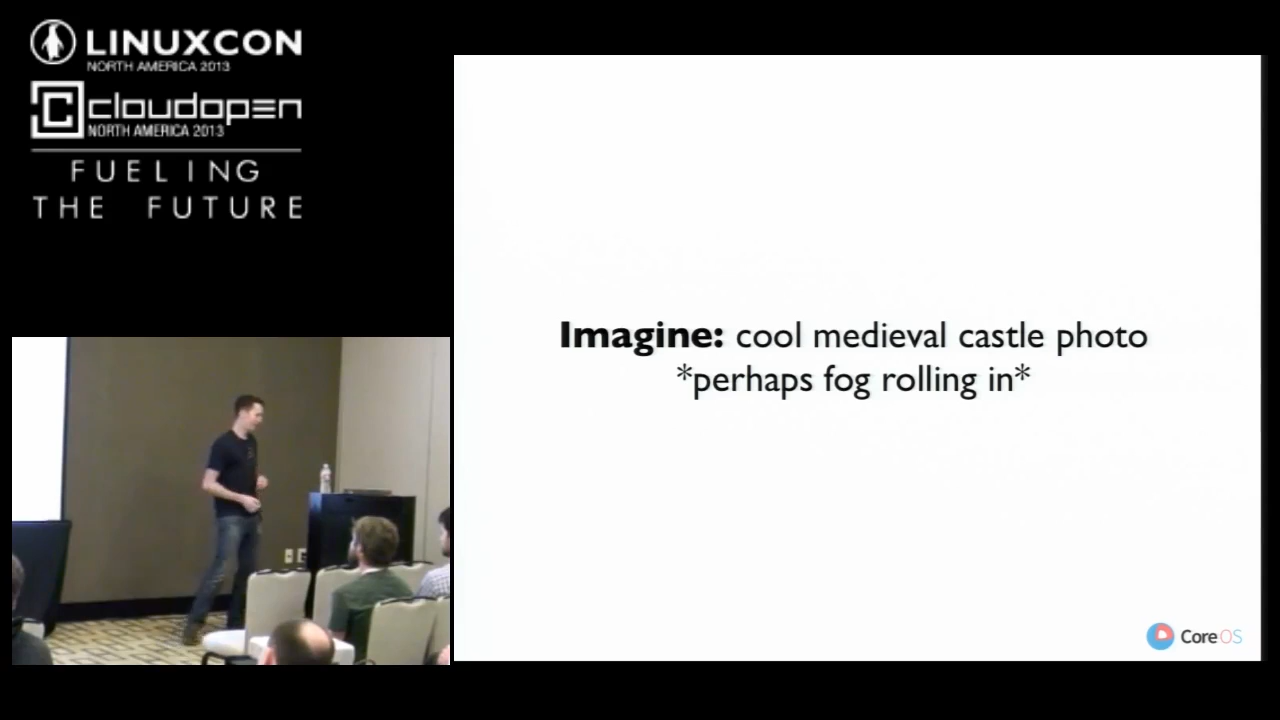 LINUXCON
NORTH AMERICA 2013
cloudopen
NORTH AMERICA 2013
FUELING
THE FUTURE
Imagine: cool medieval castle photo
*perhaps fog rolling in*
CoreOS